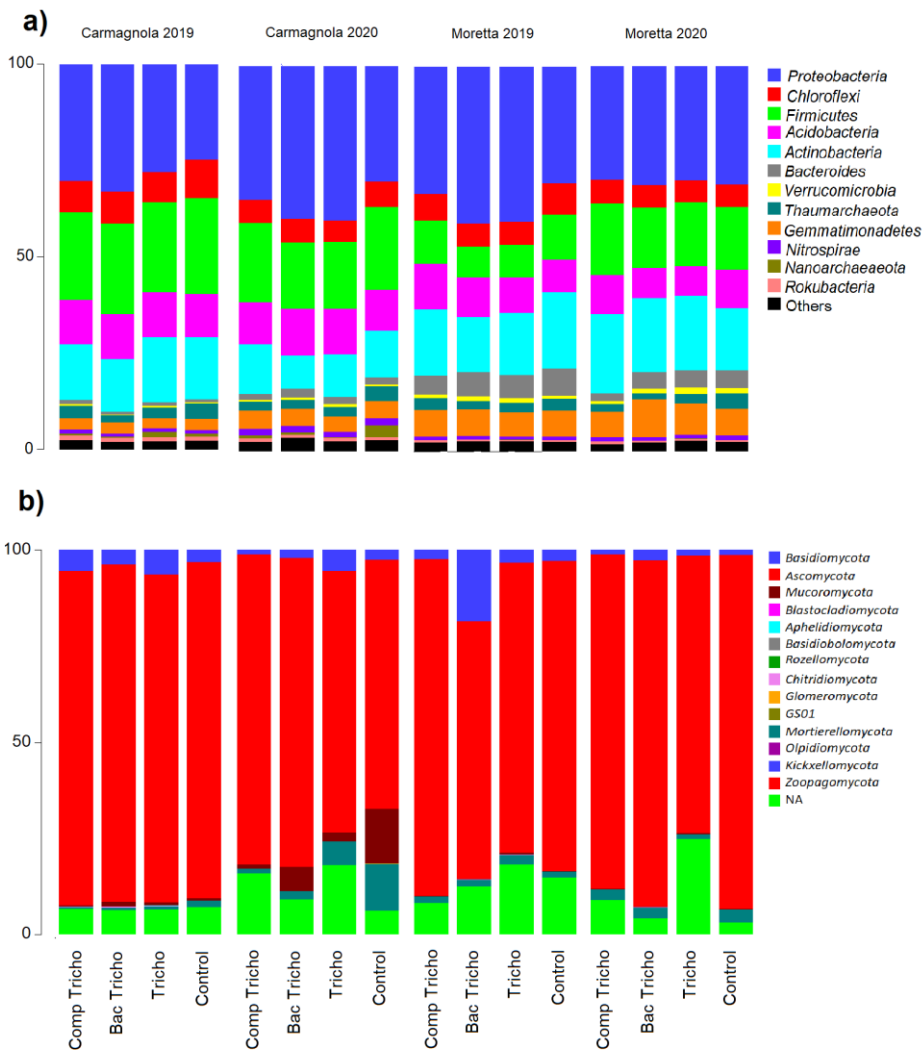 a)
Carmagnola 2019
Carmagnola 2020
Moretta 2019
Moretta 2020
100
50
0
Proteobacteria
Chloroflexi
Firmicutes
Acidobacteria
Actinobacteria
Bacteroides
Verrucomicrobia
Thaumarchaeota
Gemmatimonadetes
Nitrospirae
Nanoarchaeaeota
Rokubacteria
Others
b)
100
50
0
Basidiomycota
Ascomycota
Mucoromycota
Blastocladiomycota
Aphelidiomycota
Basidiobolomycota
Rozellomycota
Chitridiomycota
Glomeromycota
GS01
Mortierellomycota
Olpidiomycota
Kickxellomycota
Zoopagomycota
NA
Comp Tricho
Bac Tricho
Tricho
Control
Comp Tricho
Bac Tricho
Tricho
Control
Comp Tricho
Bac Tricho
Tricho
Control
Comp Tricho
Bac Tricho
Tricho
Control